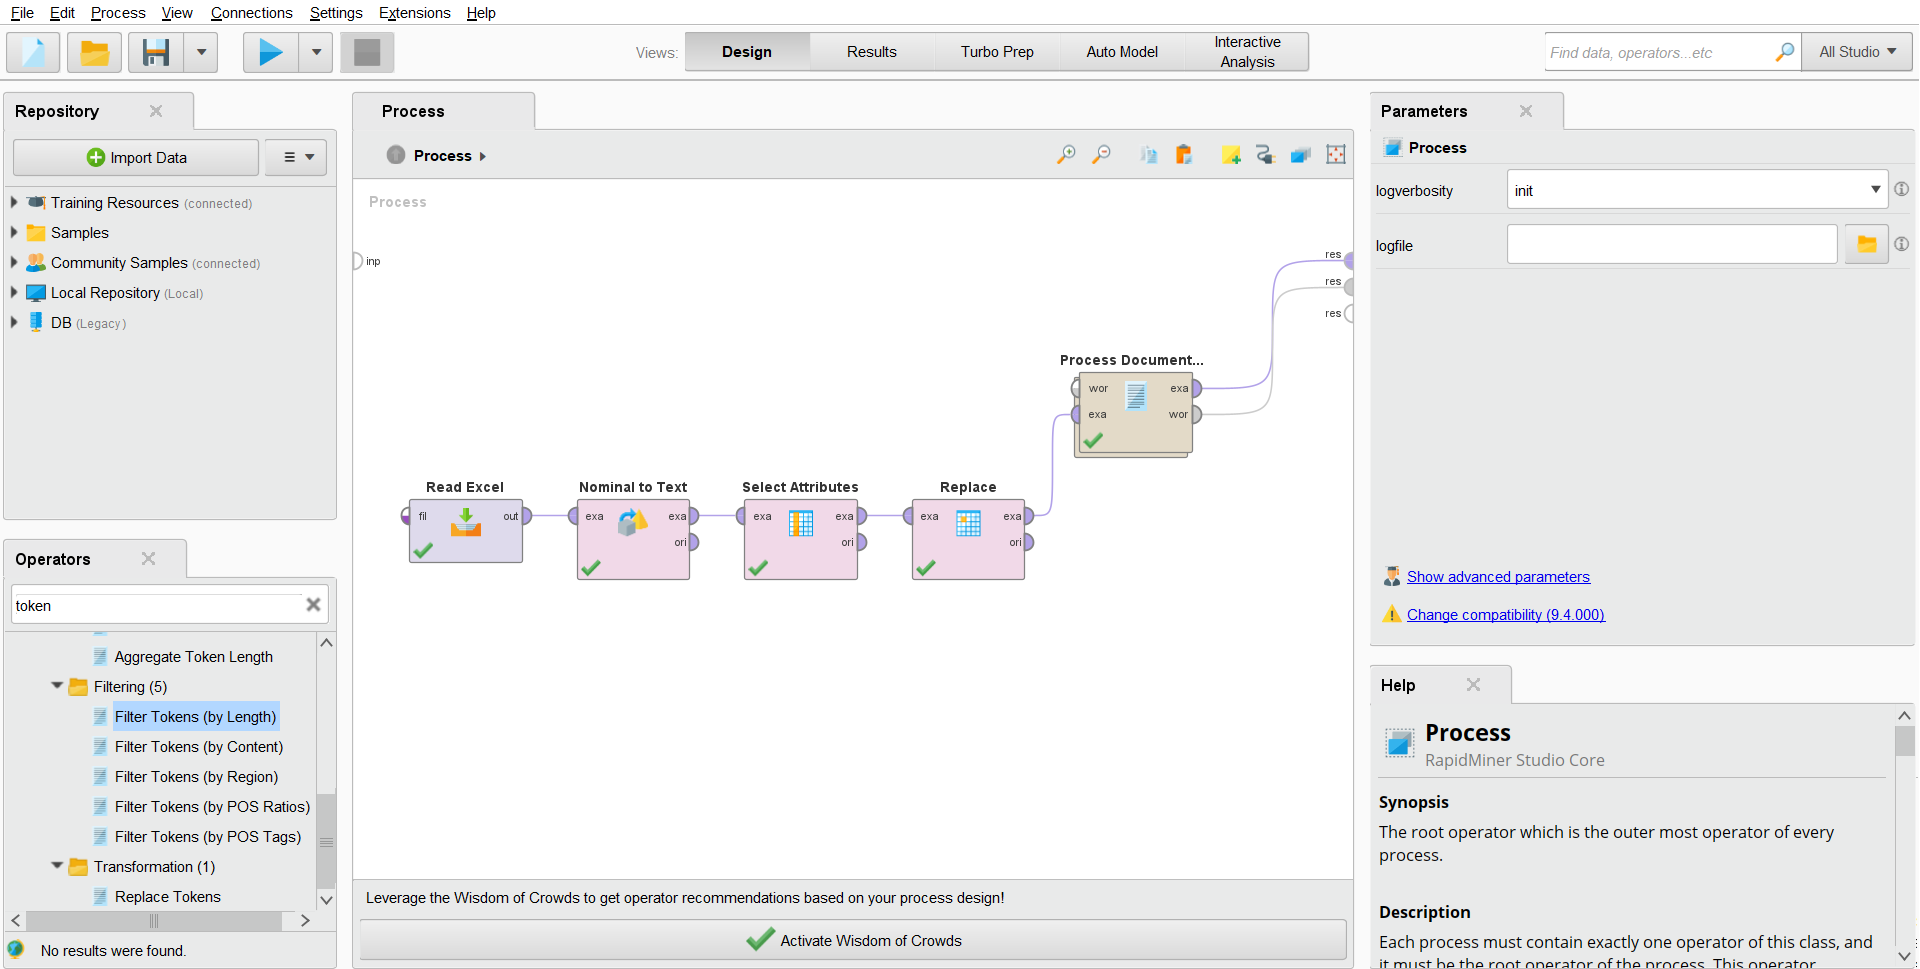 File Edit Process View Connections Settings Extensions Help
Views: Design Results Turbo Prep Auto Model Interactive Analysis
Find data, operators...etc All Studio
Repository
Import Data
Training Resources (connected)
Samples
Community Samples (connected)
Local Repository (Local)
DB (Legacy)
Operators
token
Aggregate Token Length
Filtering (5)
Filter Tokens (by Length)
Filter Tokens (by Content)
Filter Tokens (by Region)
Filter Tokens (by POS Ratios)
Filter Tokens (by POS Tags)
Transformation (1)
Replace Tokens
No results were found.
Process
Process
Process
inp
res
res
res
Process Document...
wor exa
exa wor
Read Excel
fil out
Nominal to Text
exa exa
ori
Select Attributes
exa exa
ori
Replace
exa exa
ori
Leverage the Wisdom of Crowds to get operator recommendations based on your process design!
Activate Wisdom of Crowds
Parameters
Process
logverbosity init
logfile
Show advanced parameters
Change compatibility (9.4.000)
Help
Process
RapidMiner Studio Core
Synopsis
The root operator which is the outer most operator of every
process.
Description
Each process must contain exactly one operator of this class, and
it must be the root operator of the process. This operator